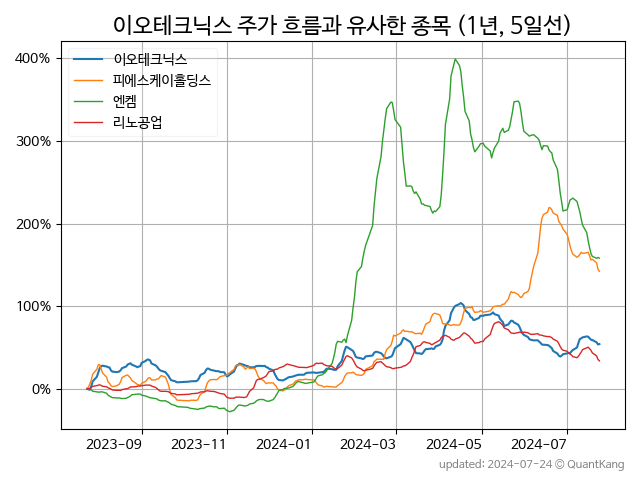 이오테크닉스 주가 흐름과 유사한 종목 (1년, 5일선)
이오테크닉스
피에스케이홀딩스
엔켐
리노공업
400%
300%
200%
100%
0%
2023-09 2023-11 2024-01 2024-03 2024-05 2024-07
updated: 2024-07-24 © QuantKang